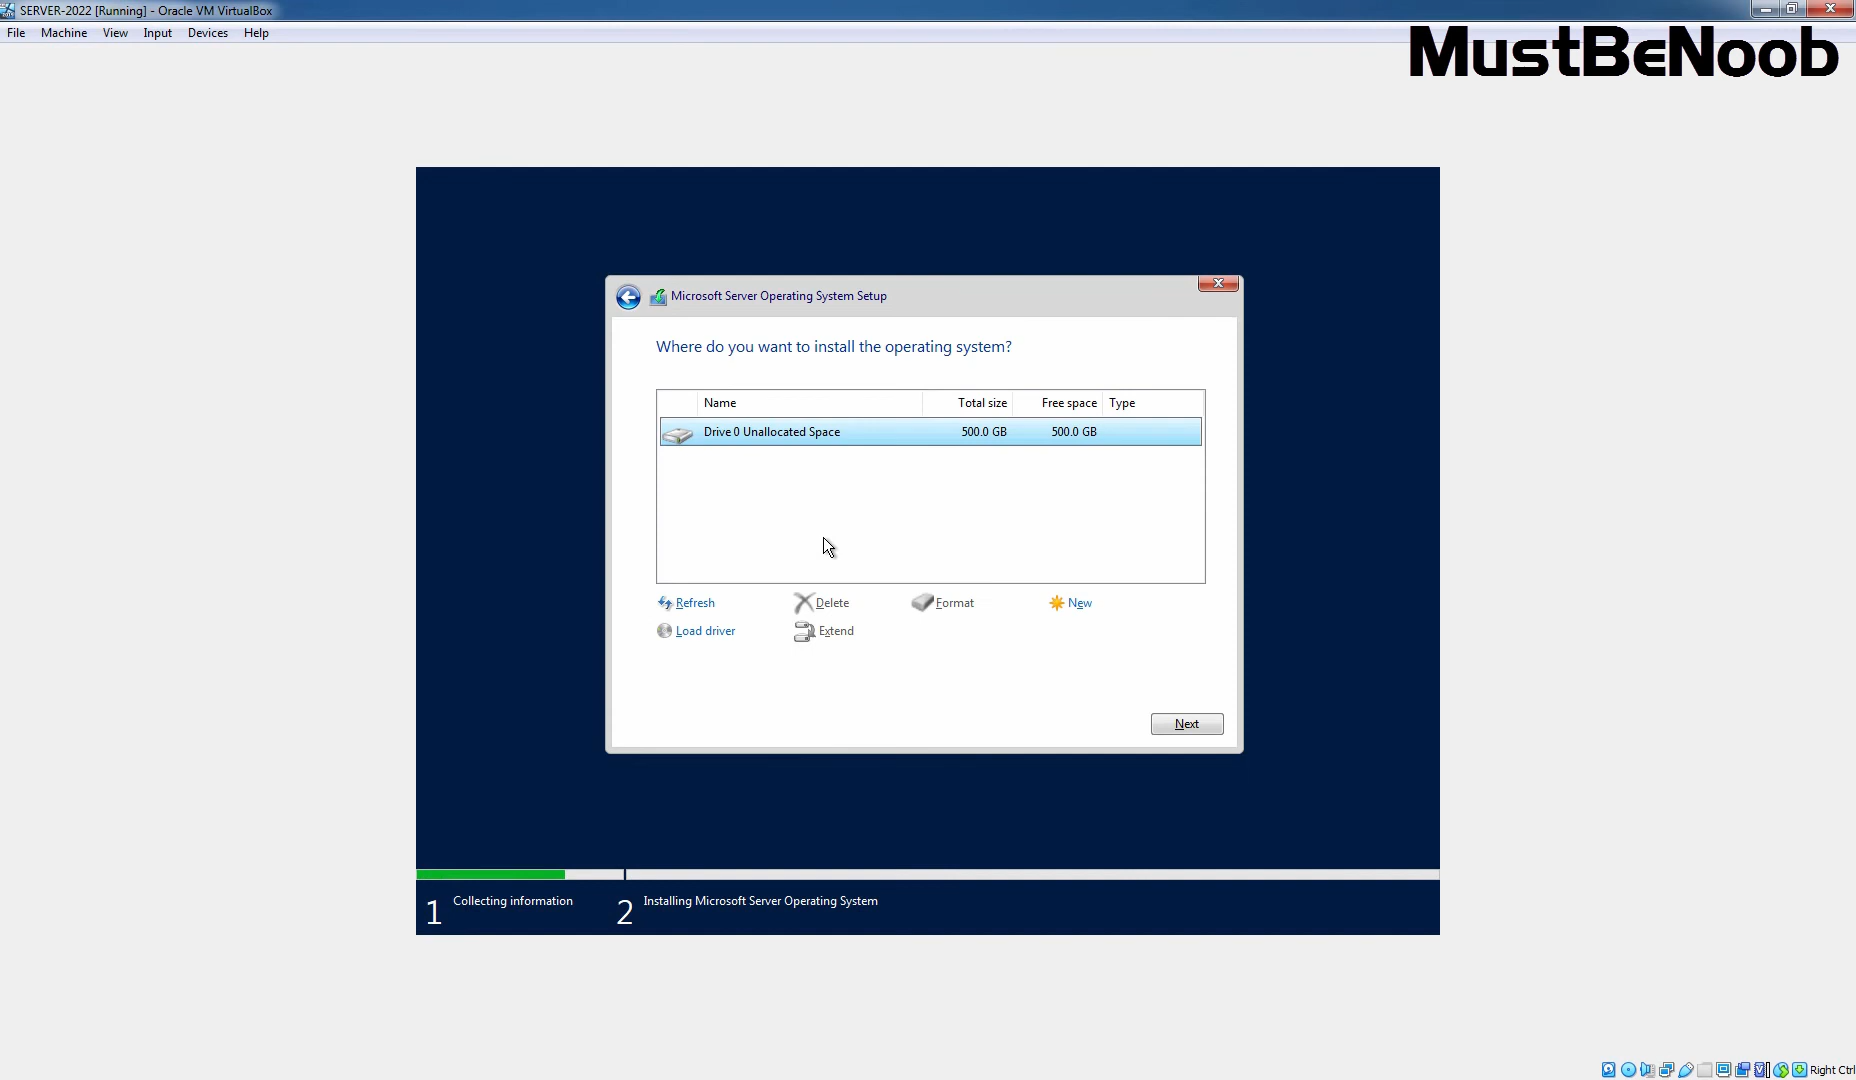 SERVER-2022 [Running] - Oracle VM VirtualBox
File Machine View Input Devices Help
MustBeNoob
Microsoft Server Operating System Setup
Where do you want to install the operating system?
Name Total size Free space Type
Drive 0 Unallocated Space 500.0 GB 500.0 GB
Refresh Delete Format New
Load driver Extend
Next
1 Collecting information 2 Installing Microsoft Server Operating System
Right Ctrl